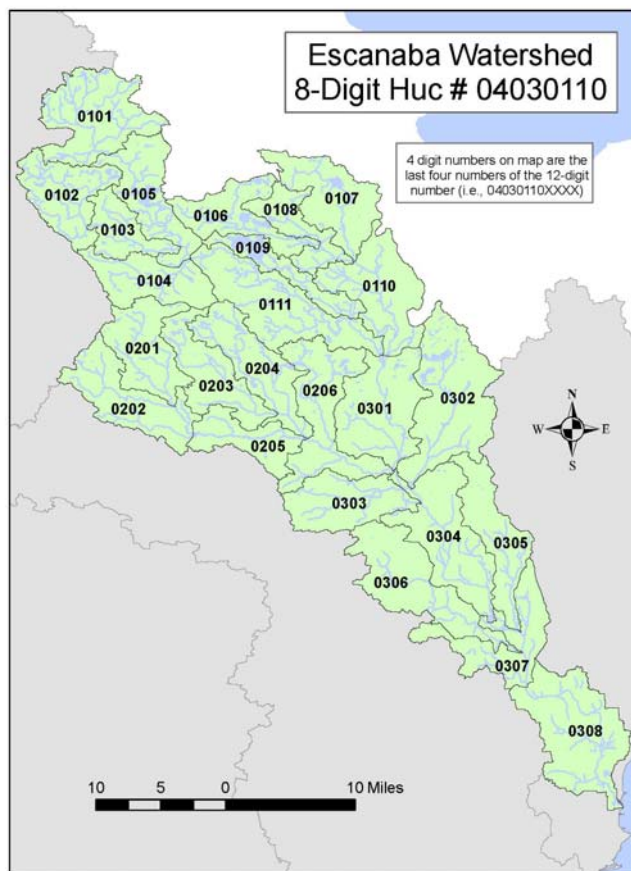 Escanaba Watershed
8-Digit Huc # 04030110
4 digit numbers on map are the
last four numbers of the 12-digit
number (i.e., 04030110XXXX)
0101
0102
0105
0103
0106
0108
0107
0109
0104
0110
0111
0201
0204
0203
0206
0202
0301
0302
0205
N
W
E
S
0303
0304
0305
0306
0307
0308
10 5 0 10 Miles